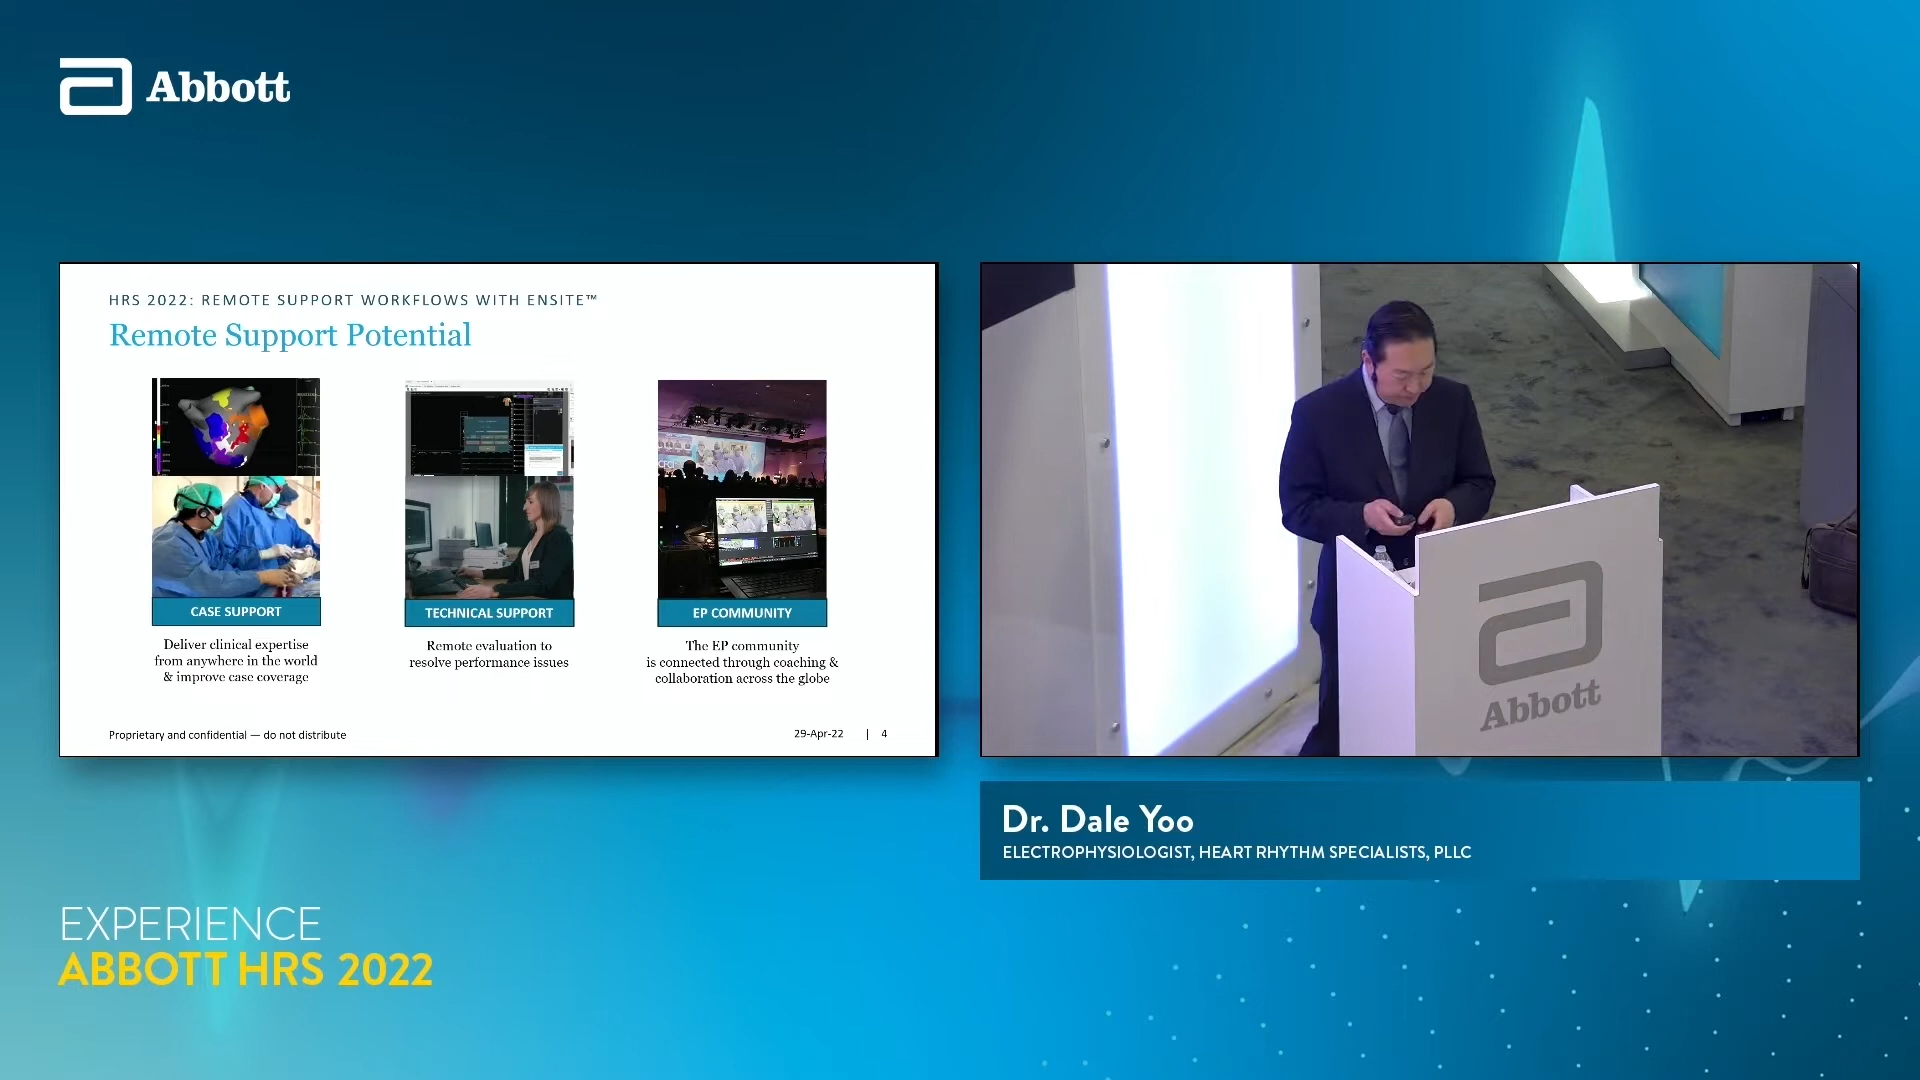 Abbott
HRS 2022: REMOTE SUPPORT WORKFLOWS WITH ENSITE™
Remote Support Potential
CASE SUPPORT
Deliver clinical expertise
from anywhere in the world
& improve case coverage
TECHNICAL SUPPORT
Remote evaluation to
resolve performance issues
EP COMMUNITY
The EP community
is connected through coaching &
collaboration across the globe
Proprietary and confidential — do not distribute
29-Apr-22 | 4
Abbott
Dr. Dale Yoo
ELECTROPHYSIOLOGIST, HEART RHYTHM SPECIALISTS, PLLC
EXPERIENCE
ABBOTT HRS 2022